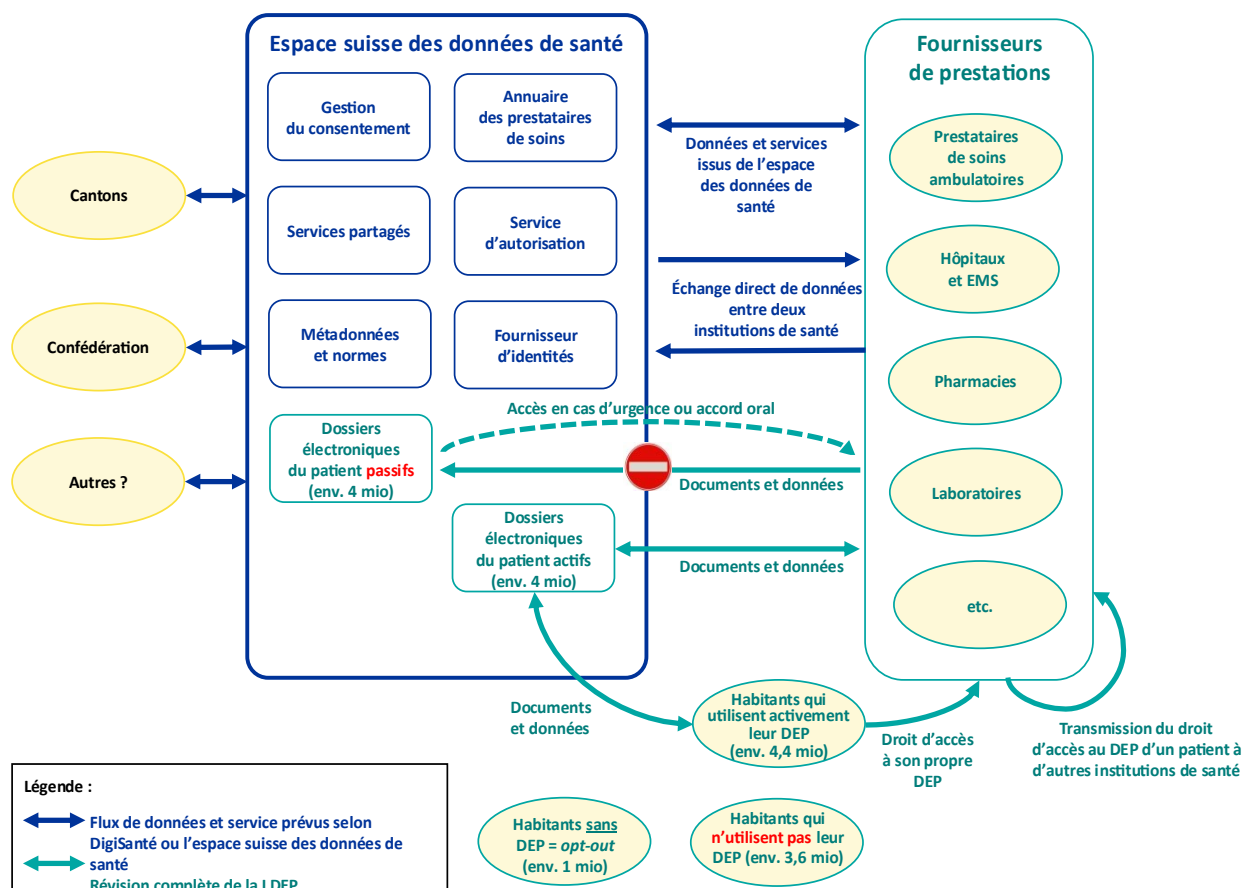 Espace suisse des données de santé
Gestion
du consentement
Annuaire
des prestataires
de soins
Services partagés
Service
d’autorisation
Métadonnées
et normes
Fournisseur
d’identités
Dossiers
électroniques
du patient passifs
(env. 4 mio)
Dossiers
électroniques
du patient actifs
(env. 4 mio)
Cantons
Confédération
Autres ?
Données et services
issus de l’espace
des données de
santé
Échange direct de données
entre deux
institutions de santé
Accès en cas d’urgence ou accord oral
Documents et données
Documents et données
Fournisseurs
de prestations
Prestataires
de soins
ambulatoires
Hôpitaux
et EMS
Pharmacies
Laboratoires
etc.
Documents
et données
Habitants qui
utilisent activement
leur DEP
(env. 4,4 mio)
Droit d’accès
à son propre
DEP
Transmission du droit
d’accès au DEP d’un patient à
d’autres institutions de santé
Habitants sans
DEP = opt-out
(env. 1 mio)
Habitants qui
n’utilisent pas leur
DEP (env. 3,6 mio)
Légende :
Flux de données et service prévus selon
DigiSanté ou l’espace suisse des données de
santé
Révision complète de la LDEP